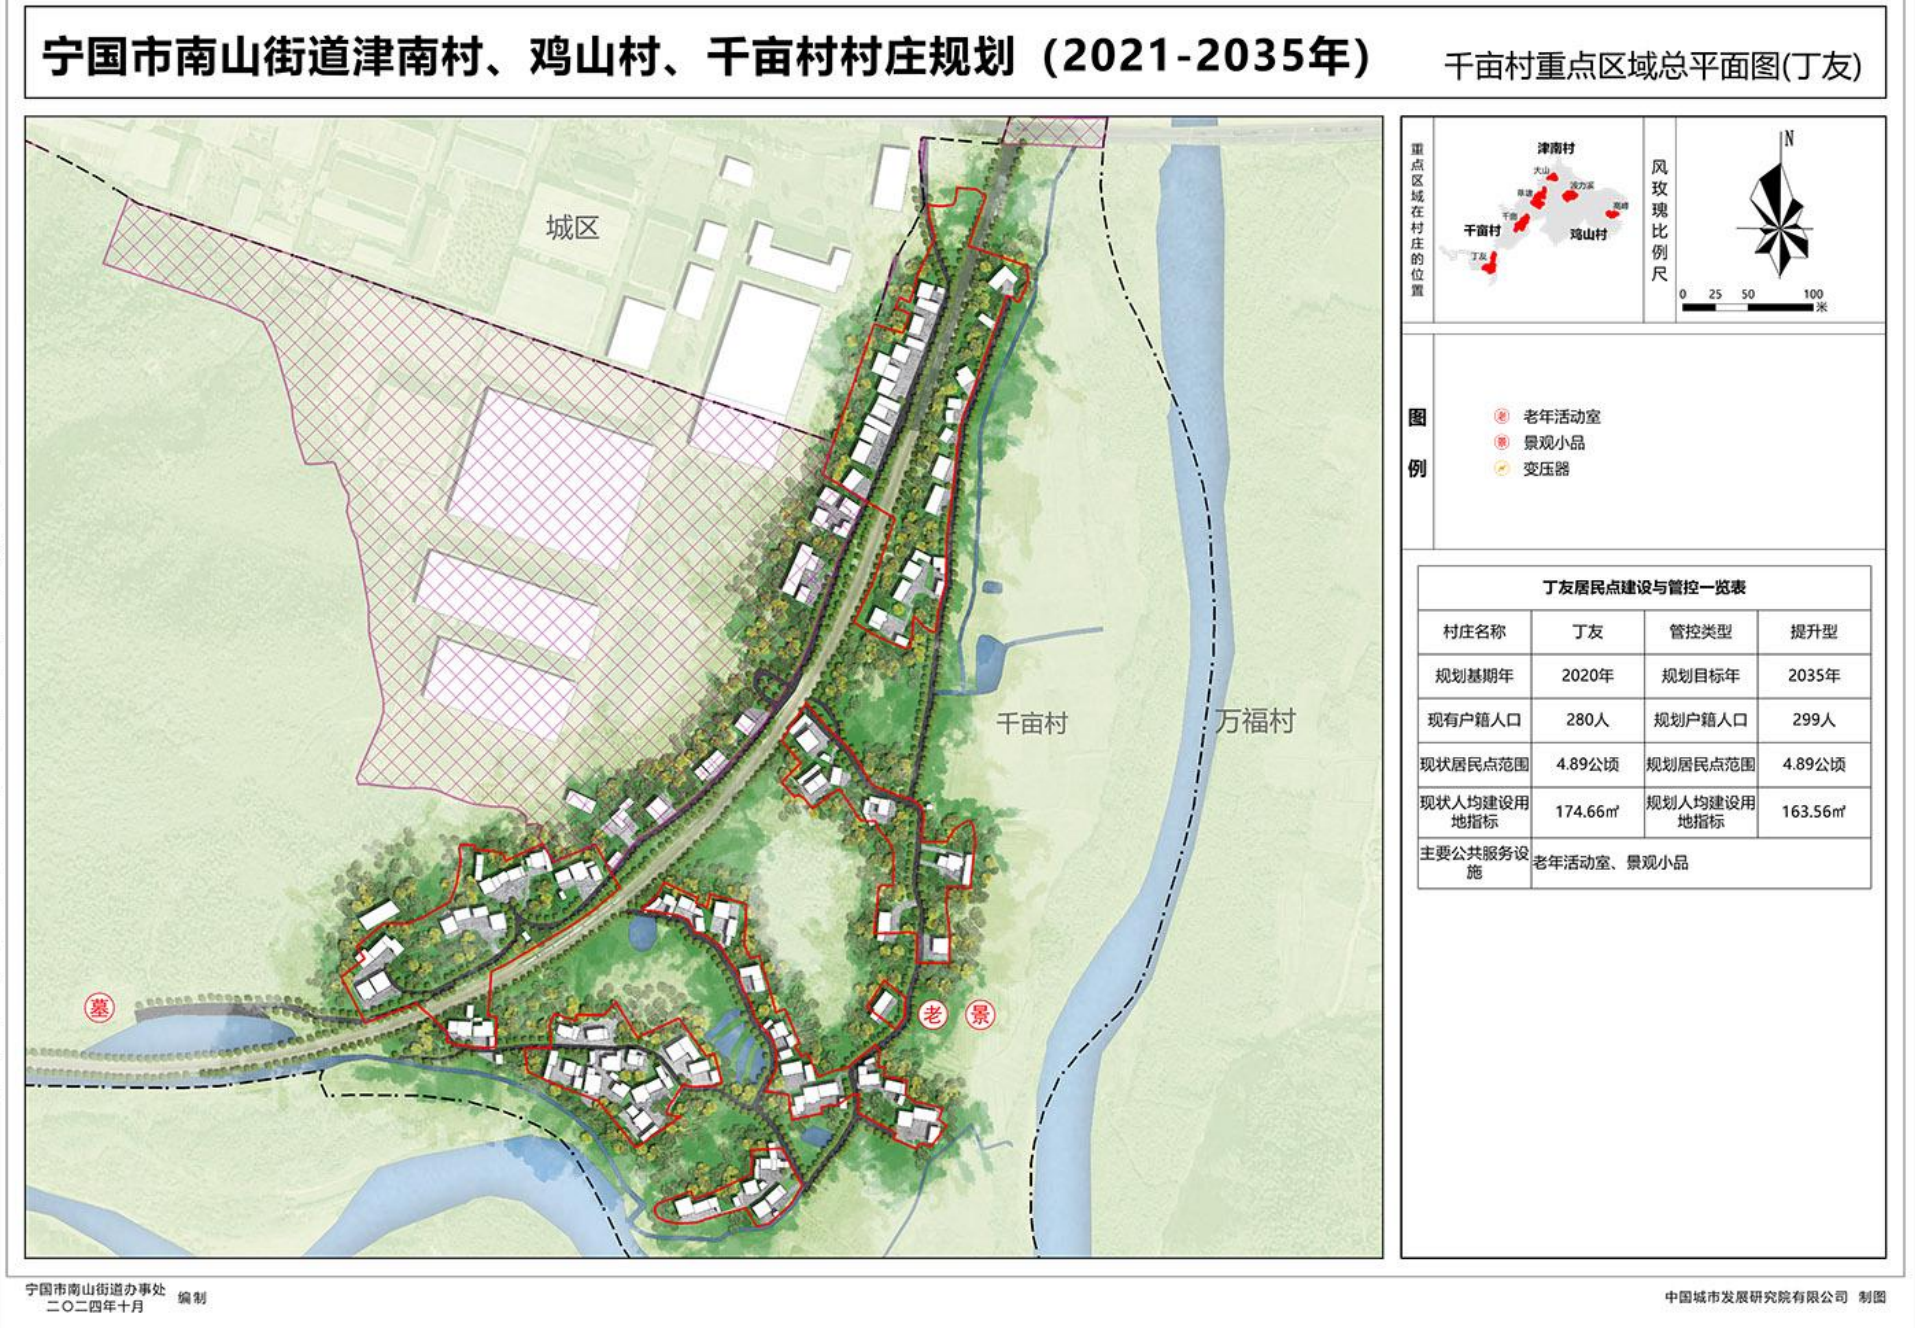 宁国市南山街道津南村、鸡山村、千亩村村庄规划（2021-2035年）
千亩村重点区域总平面图(丁友)
城区
千亩村
万福村
墓
老
景
重点区域在村庄的位置
津南村
大山
千亩
千亩村
鸡山村
丁友
风玫瑰比例尺
N
0 25 50 100
米
图例
老 老年活动室
景 景观小品
变压器
丁友居民点建设与管控一览表
村庄名称 丁友 管控类型 提升型
规划基期年 2020年 规划目标年 2035年
现有户籍人口 280人 规划户籍人口 299人
现状居民点范围 4.89公顷 规划居民点范围 4.89公顷
现状人均建设用地指标 174.66㎡ 规划人均建设用地指标 163.56㎡
主要公共服务设施 老年活动室、景观小品
宁国市南山街道办事处
二〇二四年十月
编制
中国城市发展研究院有限公司 制图